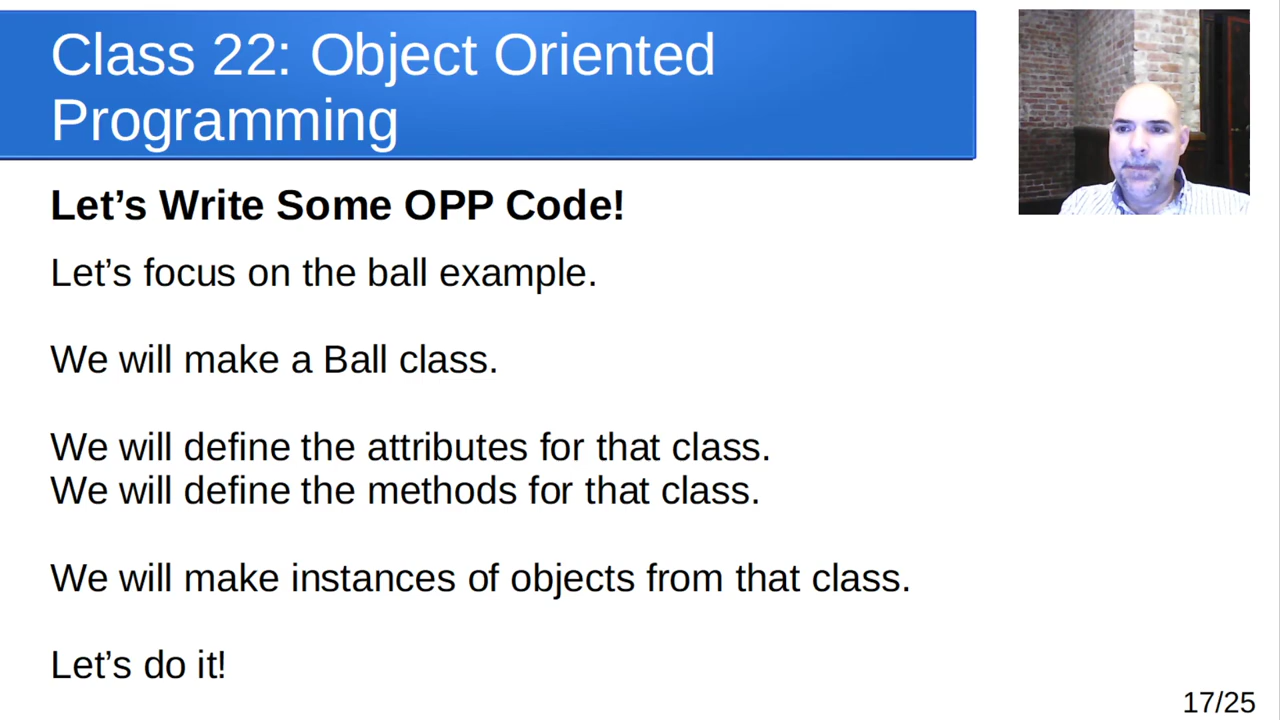 Class 22: Object Oriented
Programming
Let’s Write Some OPP Code!
Let’s focus on the ball example.
We will make a Ball class.
We will define the attributes for that class.
We will define the methods for that class.
We will make instances of objects from that class.
Let’s do it!
17/25